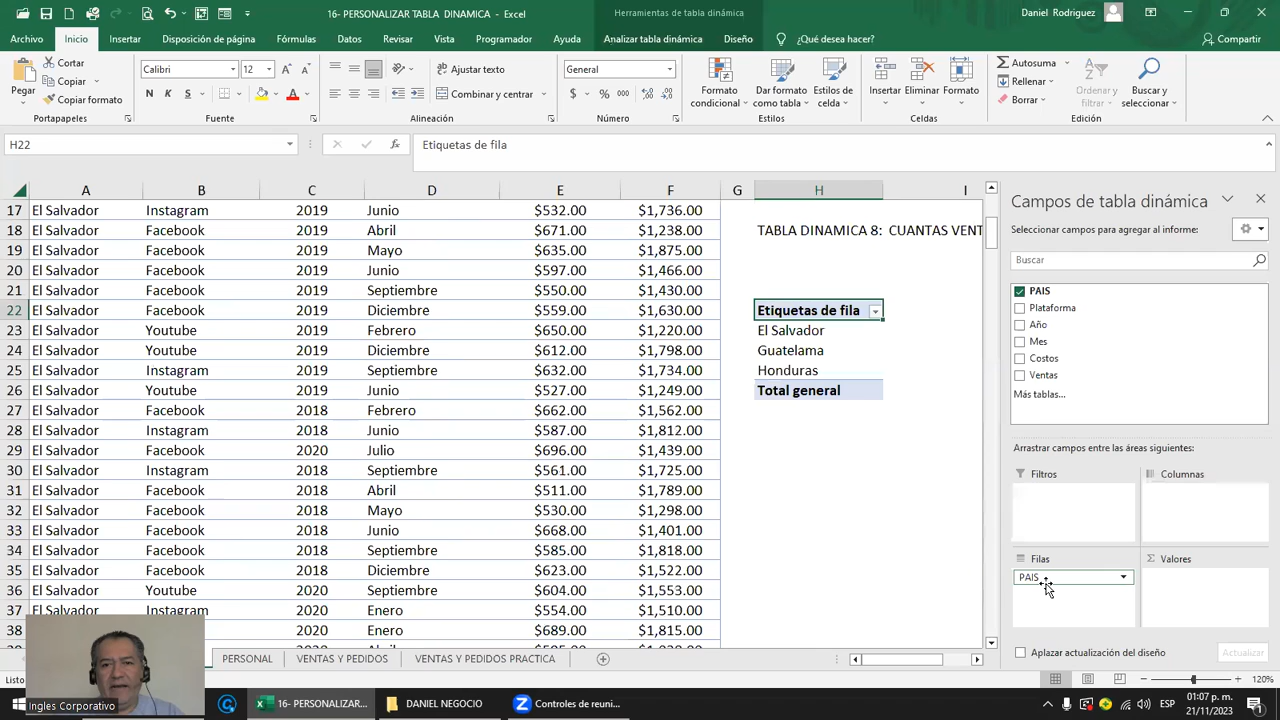 16- PERSONALIZAR TABLA DINAMICA - Excel
Herramientas de tabla dinámica
Daniel Rodriguez
Archivo Inicio Insertar Disposición de página Fórmulas Datos Revisar Vista Programador Ayuda Analizar tabla dinámica Diseño ¿Qué desea hacer? Compartir
Pegar
Cortar
Copiar
Copiar formato
Portapapeles
Calibri 12
N K S
Fuente
Ajustar texto
Combinar y centrar
Alineación
General
$ % 000
Número
Formato condicional
Dar formato como tabla
Estilos de celda
Estilos
Insertar Eliminar Formato
Celdas
Autosuma
Rellenar
Borrar
Ordenar y filtrar
Buscar y seleccionar
Edición
H22 fx Etiquetas de fila
A B C D E F G H I
17 El Salvador Instagram 2019 Junio $532.00 $1,736.00
18 El Salvador Facebook 2019 Abril $671.00 $1,238.00 TABLA DINAMICA 8: CUANTAS VENT
19 El Salvador Facebook 2019 Mayo $635.00 $1,875.00
20 El Salvador Facebook 2019 Junio $597.00 $1,466.00
21 El Salvador Facebook 2019 Septiembre $550.00 $1,430.00
22 El Salvador Facebook 2019 Diciembre $559.00 $1,630.00 Etiquetas de fila
23 El Salvador Youtube 2019 Febrero $650.00 $1,220.00 El Salvador
24 El Salvador Youtube 2019 Diciembre $612.00 $1,798.00 Guatelama
25 El Salvador Instagram 2019 Septiembre $632.00 $1,734.00 Honduras
26 El Salvador Youtube 2019 Junio $527.00 $1,249.00 Total general
27 El Salvador Facebook 2018 Febrero $662.00 $1,562.00
28 El Salvador Instagram 2018 Junio $587.00 $1,812.00
29 El Salvador Facebook 2020 Julio $696.00 $1,439.00
30 El Salvador Instagram 2018 Septiembre $561.00 $1,725.00
31 El Salvador Facebook 2018 Abril $511.00 $1,789.00
32 El Salvador Facebook 2018 Mayo $530.00 $1,298.00
33 El Salvador Facebook 2018 Junio $668.00 $1,401.00
34 El Salvador Facebook 2018 Septiembre $585.00 $1,818.00
35 El Salvador Facebook 2018 Diciembre $623.00 $1,522.00
36 El Salvador Youtube 2020 Septiembre $604.00 $1,553.00
37 El Salvador Instagram 2018 Enero $554.00 $1,510.00
38 2020 Enero $689.00 $1,815.00
Campos de tabla dinámica
Seleccionar campos para agregar al informe:
Buscar
PAIS
Plataforma
Año
Mes
Costos
Ventas
Más tablas...
Arrastrar campos entre las áreas siguientes:
Filtros Columnas
Filas Σ Valores
PAIS
Aplazar actualización del diseño Actualizar
PERSONAL VENTAS Y PEDIDOS VENTAS Y PEDIDOS PRACTICA
Listo
120%
Ingles Corporativo
16- PERSONALIZAR... DANIEL NEGOCIO Controles de reuni...
ESP
01:07 p. m.
21/11/2023